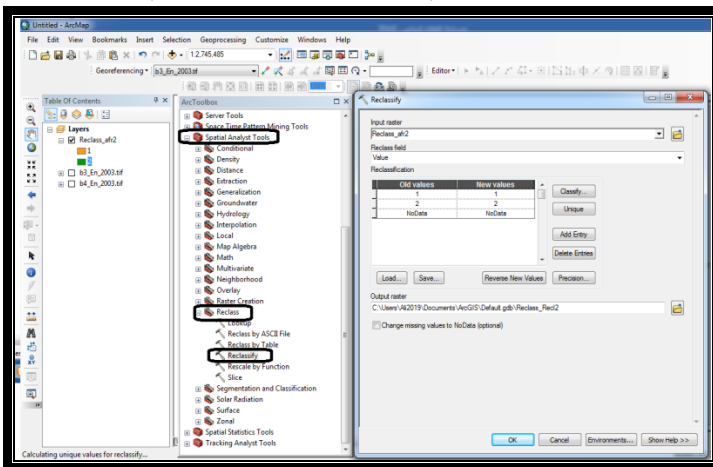 Untitled - ArcMap
File Edit View Bookmarks Insert Selection Geoprocessing Customize Windows Help
1:2,745,485
Georeferencing b3_En_2003.tif
Editor
Table Of Contents
Layers
Reclass_afr2
1
2
b3_En_2003.tif
b4_En_2003.tif
ArcToolbox
Server Tools
Space Time Pattern Mining Tools
Spatial Analyst Tools
Conditional
Density
Distance
Extraction
Generalization
Groundwater
Hydrology
Interpolation
Local
Map Algebra
Math
Multivariate
Neighborhood
Overlay
Raster Creation
Reclass
Lookup
Reclass by ASCII File
Reclass by Table
Reclassify
Rescale by Function
Slice
Segmentation and Classification
Solar Radiation
Surface
Zonal
Spatial Statistics Tools
Tracking Analyst Tools
Reclassify
Input raster
Reclass_afr2
Reclass field
Value
Reclassification
Old values New values
1 1
2 2
NoData NoData
Classify...
Unique
Add Entry
Delete Entries
Load... Save... Reverse New Values Precision...
Output raster
C:\Users\Ali2019\Documents\ArcGIS\Default.gdb\Reclass_Recl2
Change missing values to NoData (optional)
OK Cancel Environments... Show Help >>
Calculating unique values for reclassify...